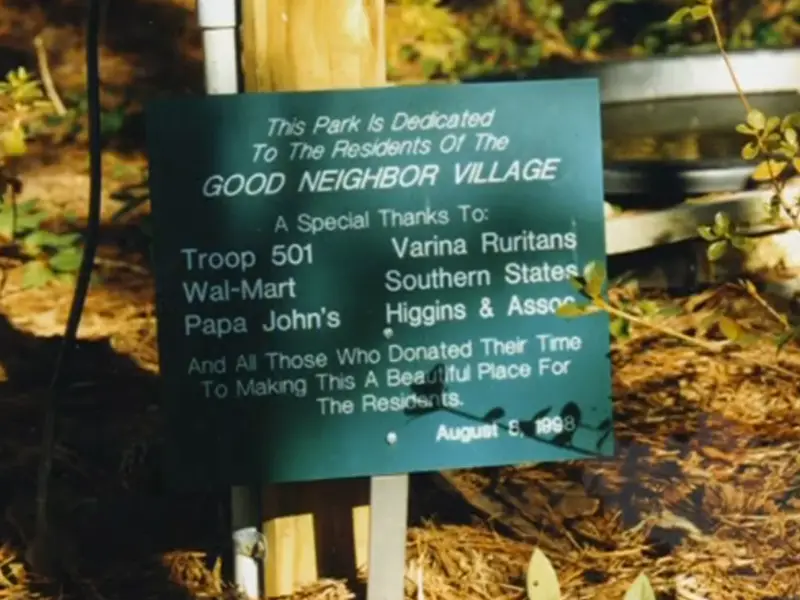 This Park Is Dedicated
To The Residents Of The
GOOD NEIGHBOR VILLAGE
A Special Thanks To:
Troop 501 Varina Ruritans
Wal-Mart Southern States
Papa John's Higgins & Assoc
And All Those Who Donated Their Time
To Making This A Beautiful Place For
The Residents.
August 8, 1998